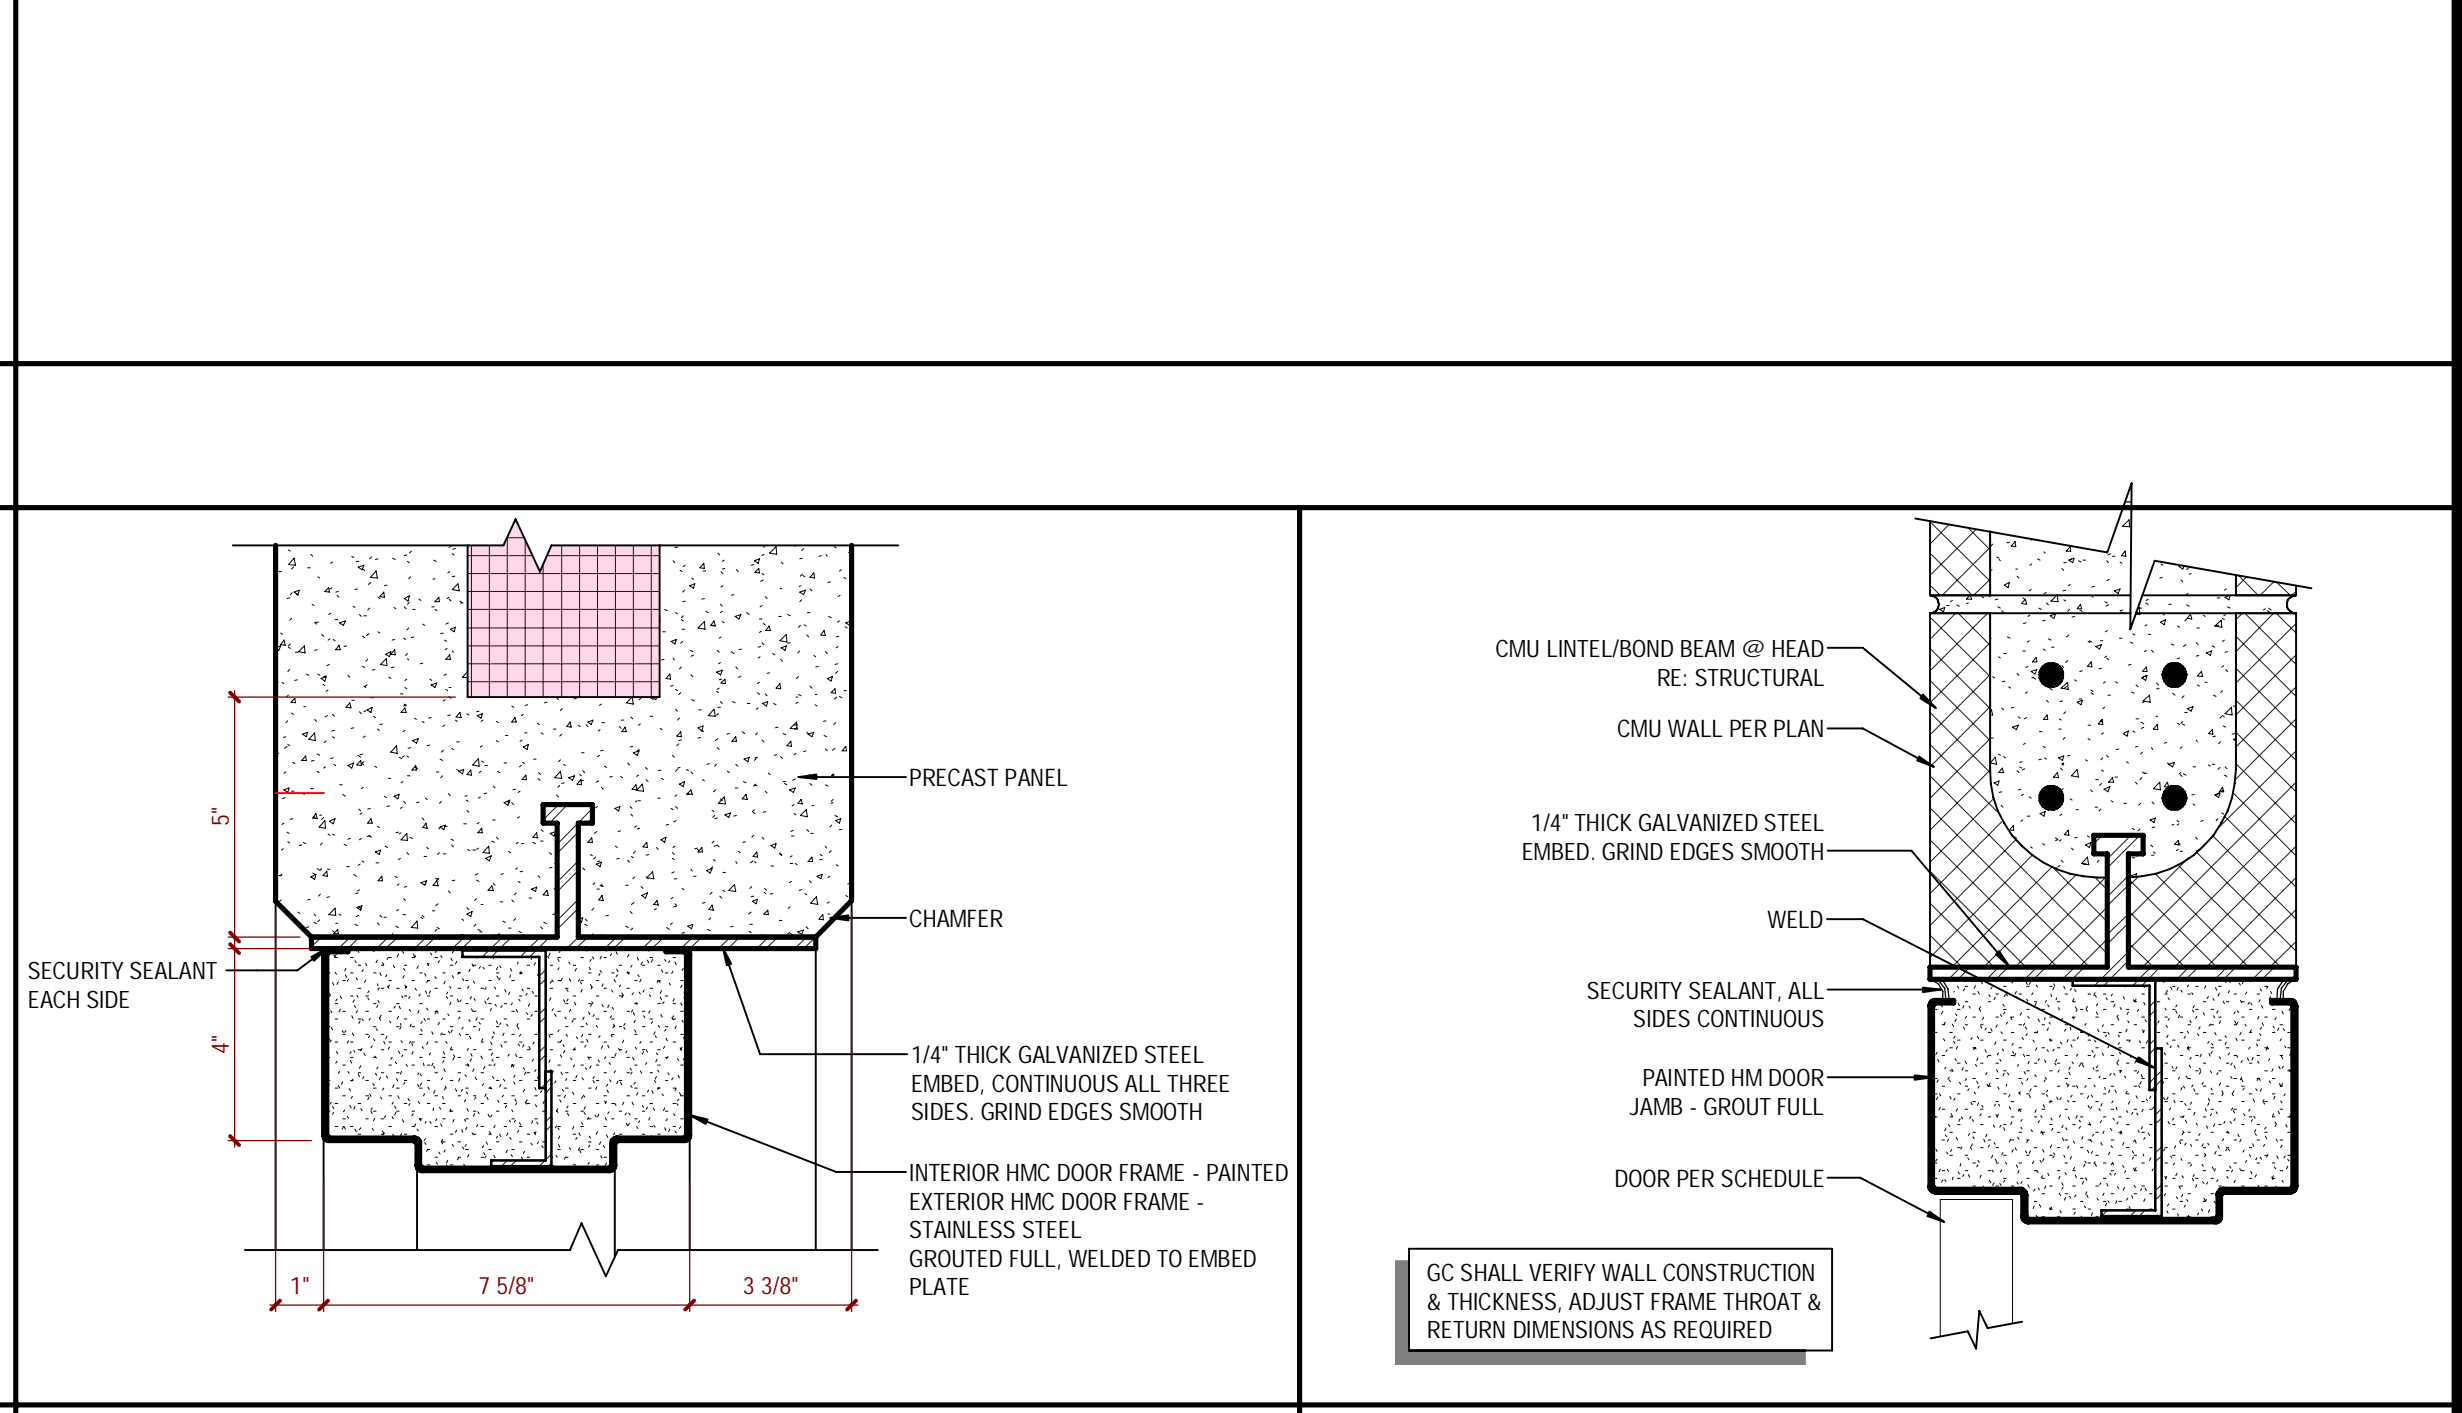 PRECAST PANEL
5"
CHAMFER
SECURITY SEALANT
EACH SIDE
4"
1/4" THICK GALVANIZED STEEL
EMBED, CONTINUOUS ALL THREE
SIDES. GRIND EDGES SMOOTH
INTERIOR HMC DOOR FRAME - PAINTED
EXTERIOR HMC DOOR FRAME -
STAINLESS STEEL
GROUTED FULL, WELDED TO EMBED
PLATE
1"
7 5/8"
3 3/8"
CMU LINTEL/BOND BEAM @ HEAD
RE: STRUCTURAL
CMU WALL PER PLAN
1/4" THICK GALVANIZED STEEL
EMBED. GRIND EDGES SMOOTH
WELD
SECURITY SEALANT, ALL
SIDES CONTINUOUS
PAINTED HM DOOR
JAMB - GROUT FULL
DOOR PER SCHEDULE
GC SHALL VERIFY WALL CONSTRUCTION
& THICKNESS, ADJUST FRAME THROAT &
RETURN DIMENSIONS AS REQUIRED